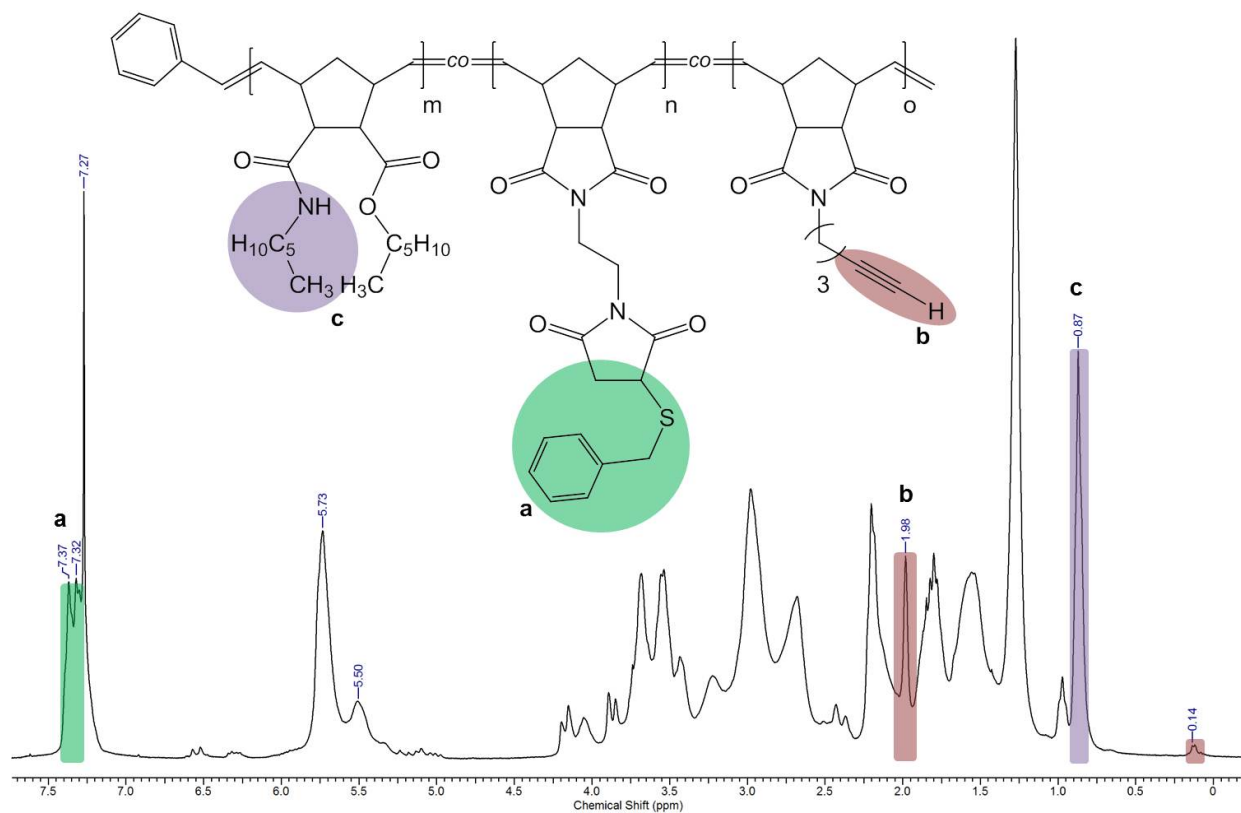 co
co
m
n
o
O
O
O
O
O
O
NH
O
N
N
H10C5
C5H10
CH3
H3C
3
H
c
b
N
O
O
S
a
7.27
a
7.37
7.32
5.73
5.50
b
1.98
c
0.87
0.14
7.5 7.0 6.5 6.0 5.5 5.0 4.5 4.0 3.5 3.0 2.5 2.0 1.5 1.0 0.5 0
Chemical Shift (ppm)